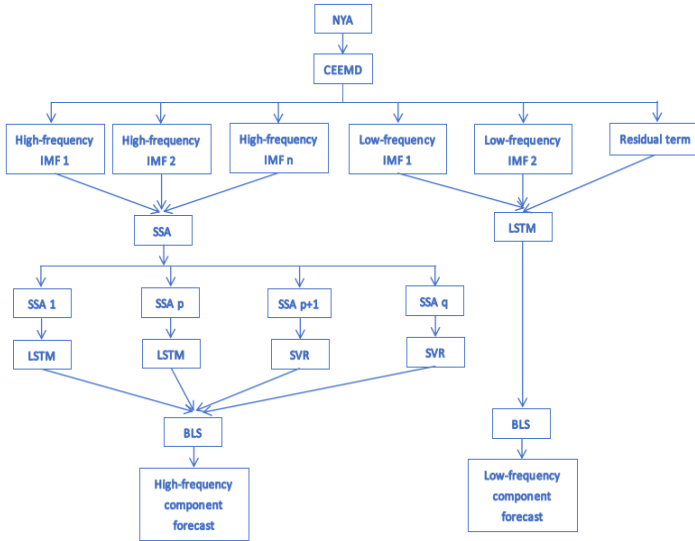 NYA
CEEMD
High-frequency
IMF 1
High-frequency
IMF 2
High-frequency
IMF n
Low-frequency
IMF 1
Low-frequency
IMF 2
Residual term
SSA
LSTM
SSA 1
SSA p
SSA p+1
SSA q
LSTM
LSTM
SVR
SVR
BLS
BLS
High-frequency
component
forecast
Low-frequency
component
forecast